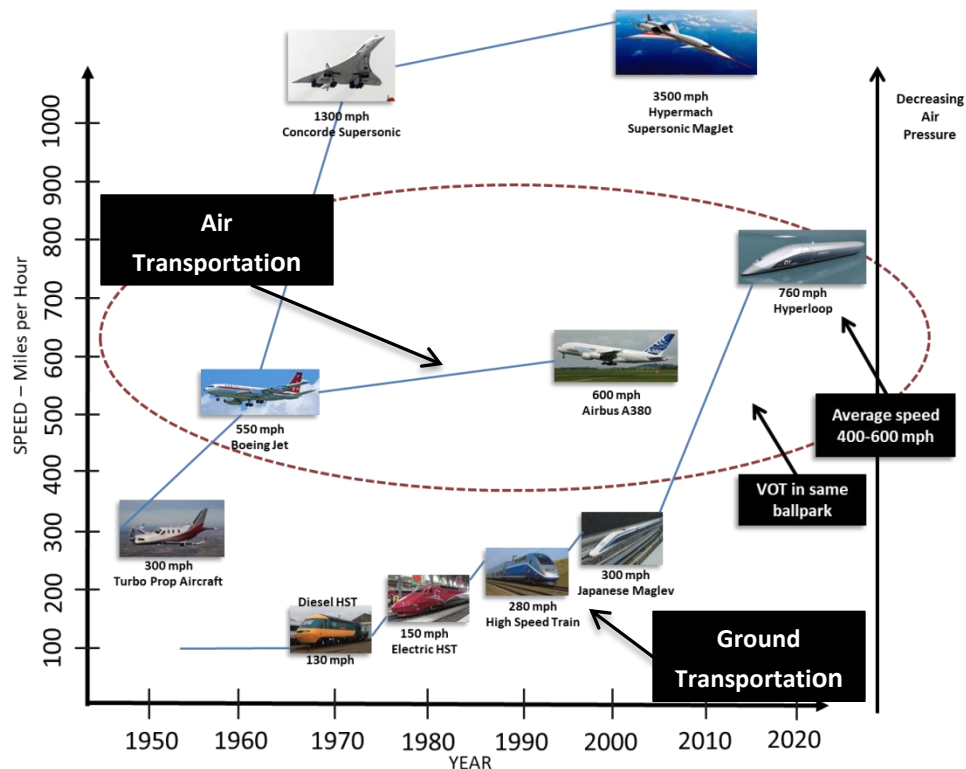 1300 mph
Concorde Supersonic
3500 mph
Hypermach
Supersonic MagJet
Decreasing
Air
Pressure
SPEED – Miles per Hour
1000
900
800
700
600
500
400
300
200
100
Air
Transportation
760 mph
Hyperloop
600 mph
Airbus A380
550 mph
Boeing Jet
Average speed
400-600 mph
VOT in same
ballpark
300 mph
Turbo Prop Aircraft
Diesel HST
130 mph
150 mph
Electric HST
280 mph
High Speed Train
300 mph
Japanese Maglev
Ground
Transportation
1950 1960 1970 1980 1990 2000 2010 2020
YEAR